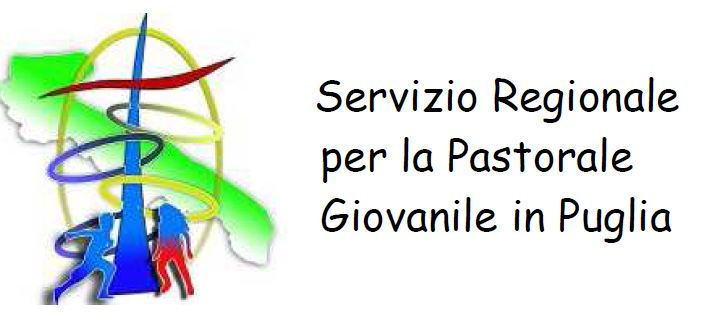 Servizio Regionale
per la Pastorale
Giovanile in Puglia